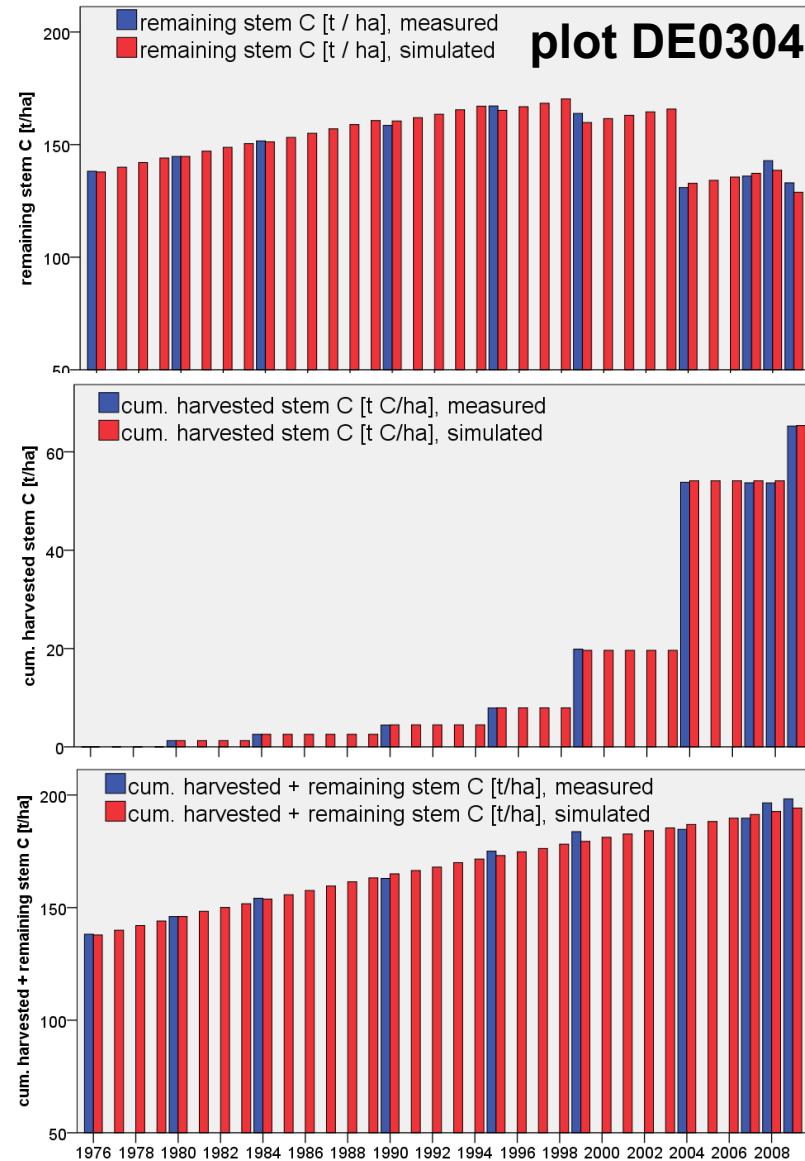 plot DE0304
remaining stem C [t / ha], measured
remaining stem C [t / ha], simulated
200
150
100
50
remaining stem C [t/ha]
cum. harvested stem C [t C/ha], measured
cum. harvested stem C [t C/ha], simulated
60
40
20
0
cum. harvested stem C [t/ha]
cum. harvested + remaining stem C [t/ha], measured
cum. harvested + remaining stem C [t/ha], simulated
200
150
100
50
cum. harvested + remaining stem C [t/ha]
1976 1978 1980 1982 1984 1986 1988 1990 1992 1994 1996 1998 2000 2002 2004 2006 2008